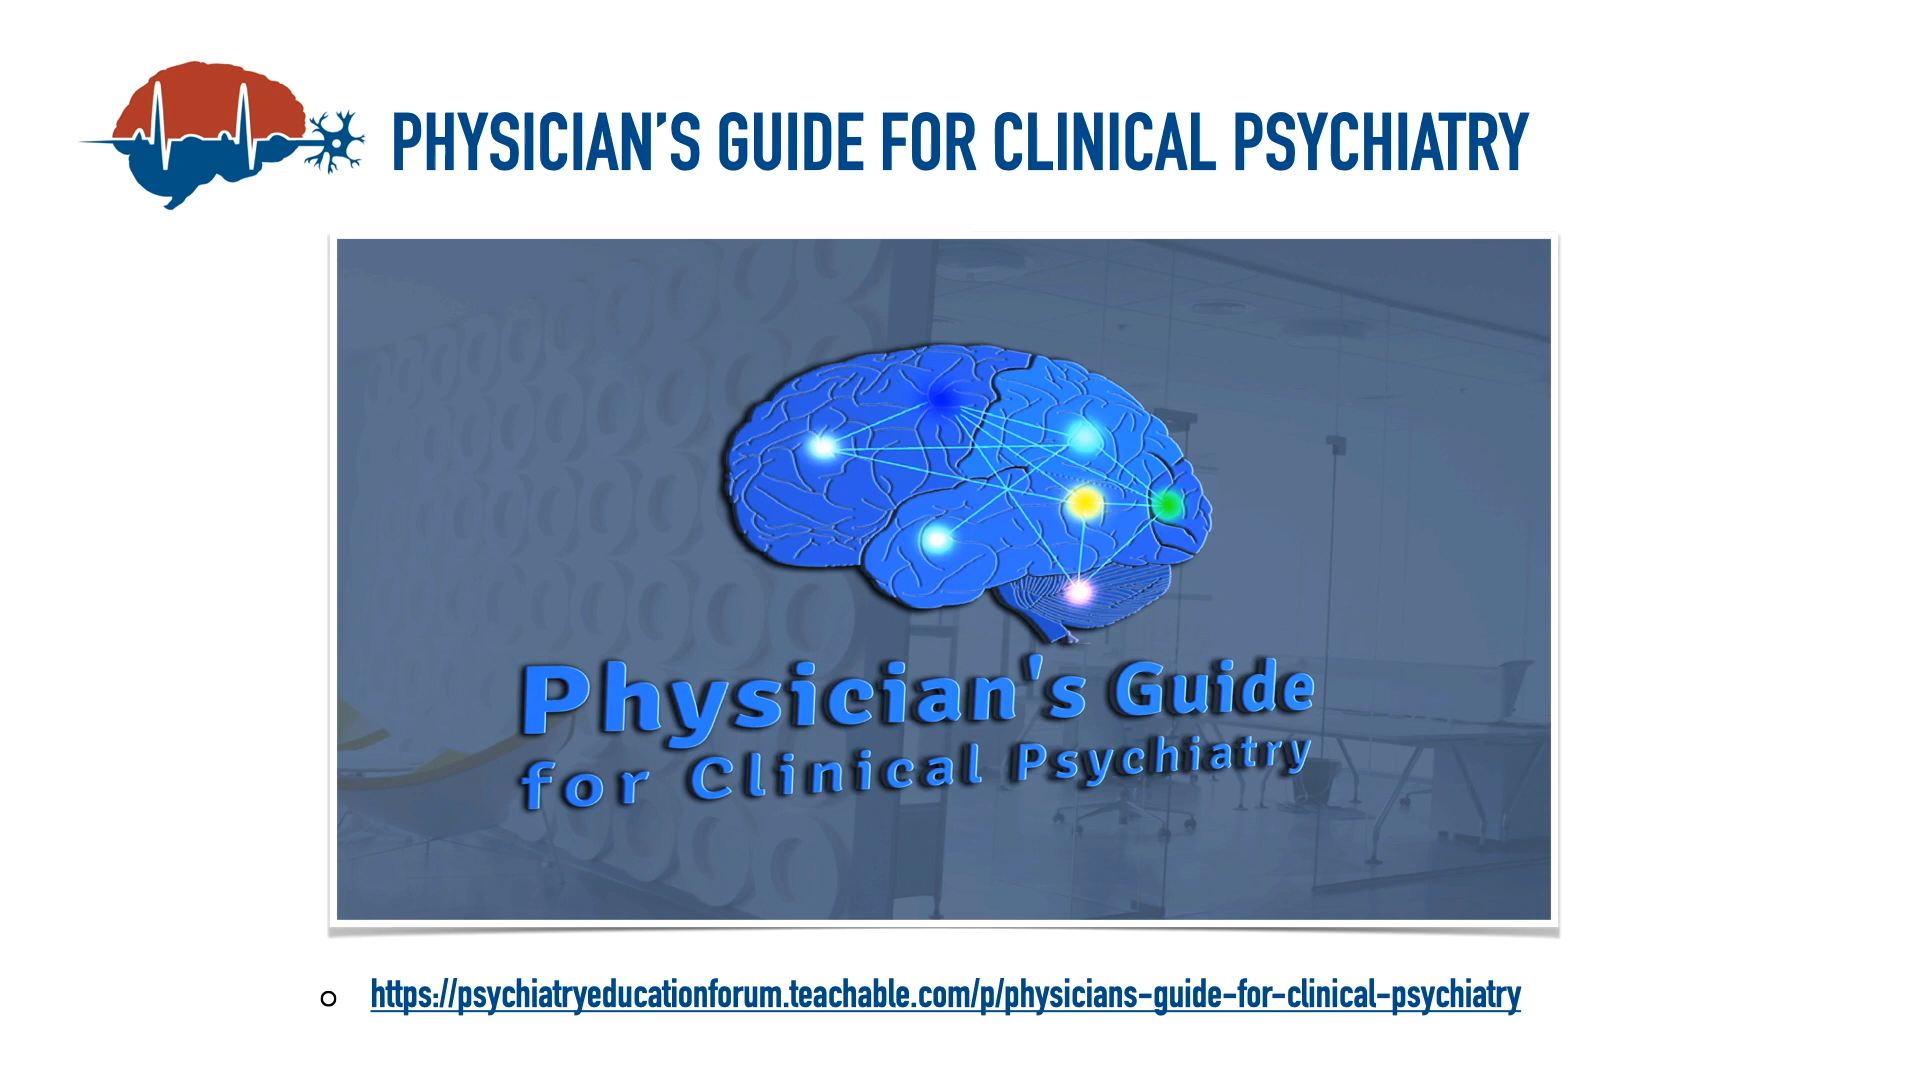 PHYSICIAN’S GUIDE FOR CLINICAL PSYCHIATRY
Physician's Guide
for Clinical Psychiatry
https://psychiatryeducationforum.teachable.com/p/physicians-guide-for-clinical-psychiatry